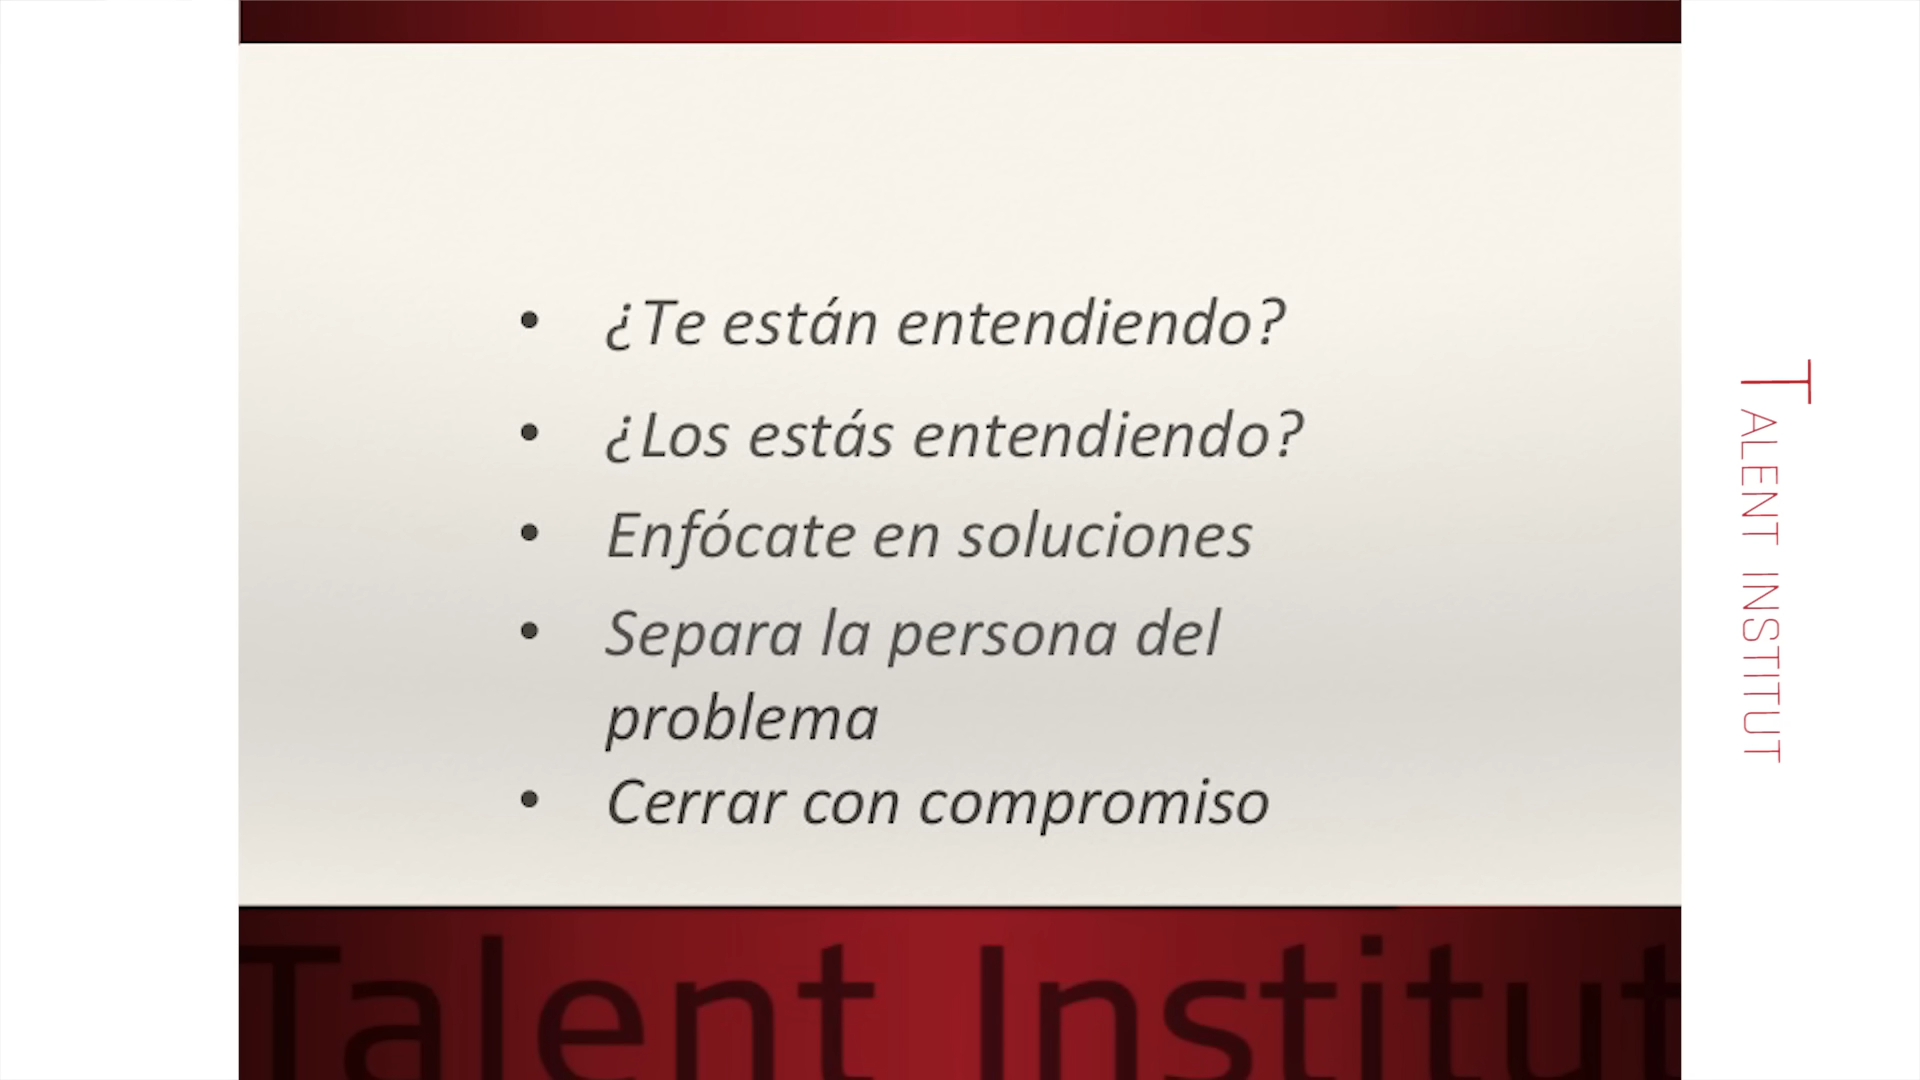 • ¿Te están entendiendo?
• ¿Los estás entendiendo?
• Enfócate en soluciones
• Separa la persona del
problema
• Cerrar con compromiso
TALENT INSTITUT
Talent Institut